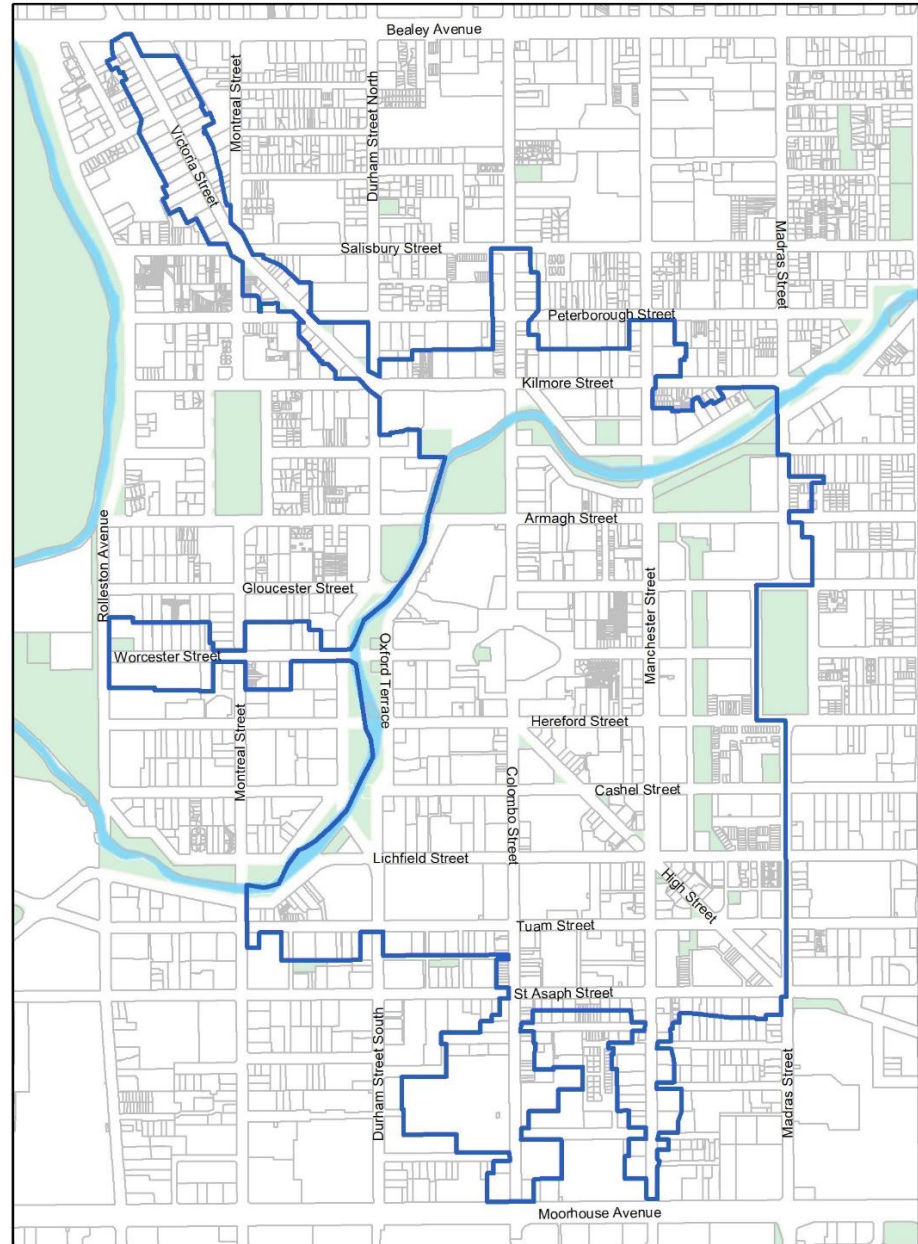 Bealey Avenue
Montreal Street
Durham Street North
Victoria Street
Salisbury Street
Madras Street
Peterborough Street
Kilmore Street
Armagh Street
Rolleston Avenue
Gloucester Street
Manchester Street
Worcester Street
Oxford Terrace
Hereford Street
Montreal Street
Colombo Street
Cashel Street
Lichfield Street
High Street
Tuam Street
St Asaph Street
Durham Street South
Madras Street
Moorhouse Avenue